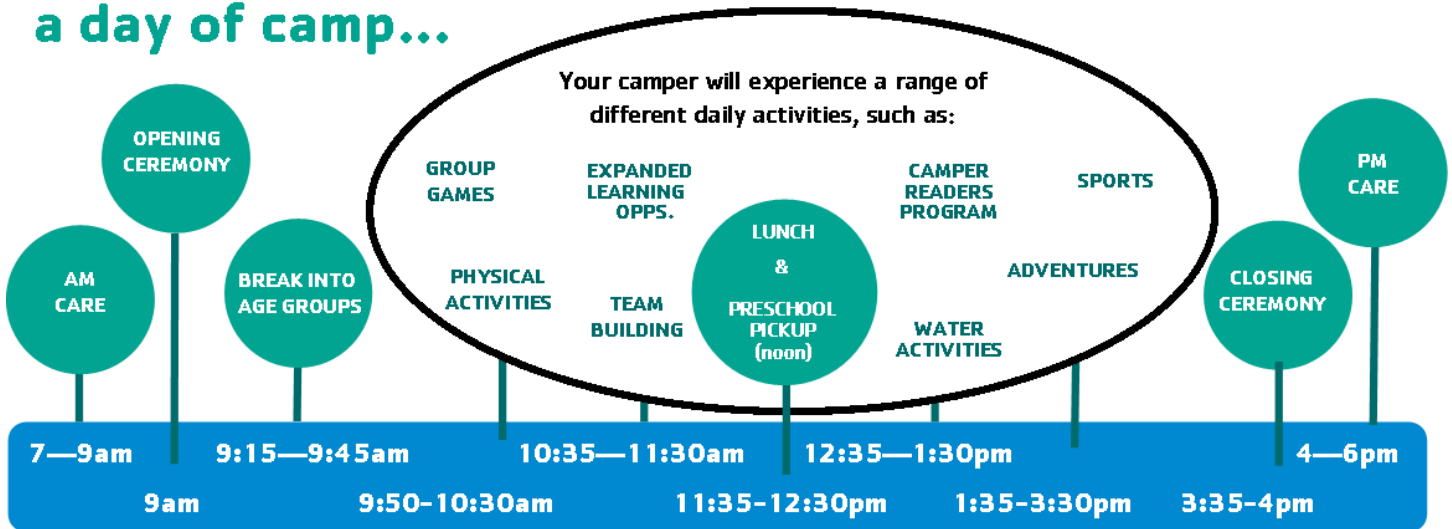 a day of camp...
Your camper will experience a range of
different daily activities, such as:
OPENING
CEREMONY
AM
CARE
BREAK INTO
AGE GROUPS
GROUP
GAMES
EXPANDED
LEARNING
OPPS.
CAMPER
READERS
PROGRAM
SPORTS
PHYSICAL
ACTIVITIES
TEAM
BUILDING
LUNCH
&
PRESCHOOL
PICKUP
(noon)
ADVENTURES
WATER
ACTIVITIES
CLOSING
CEREMONY
PM
CARE
7—9am
9:15—9:45am
10:35—11:30am
12:35—1:30pm
4—6pm
9am
9:50-10:30am
11:35-12:30pm
1:35-3:30pm
3:35-4pm